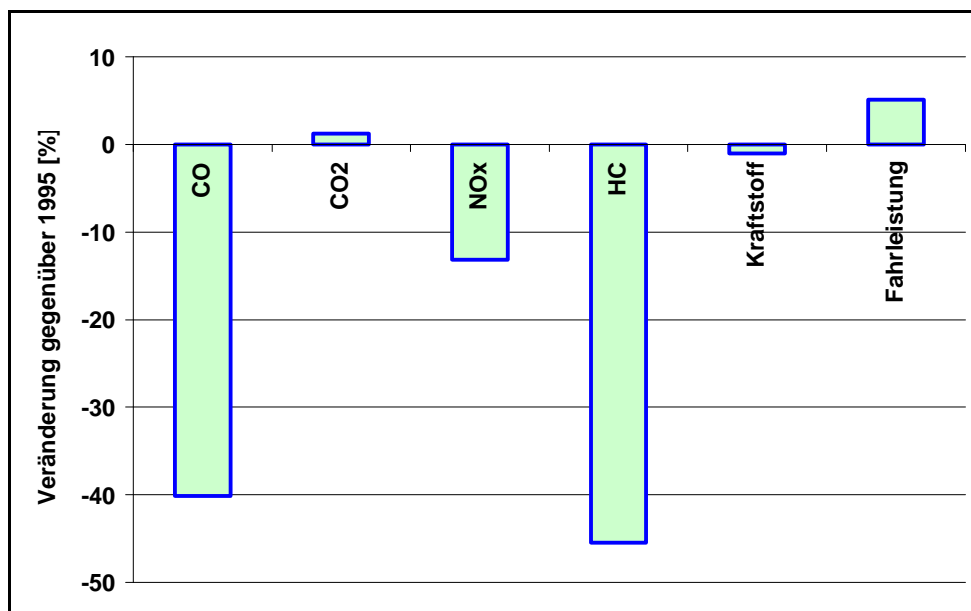 Veränderung gegenüber 1995 [%]
10
0
-10
-20
-30
-40
-50
CO
CO2
NOx
HC
Kraftstoff
Fahrleistung